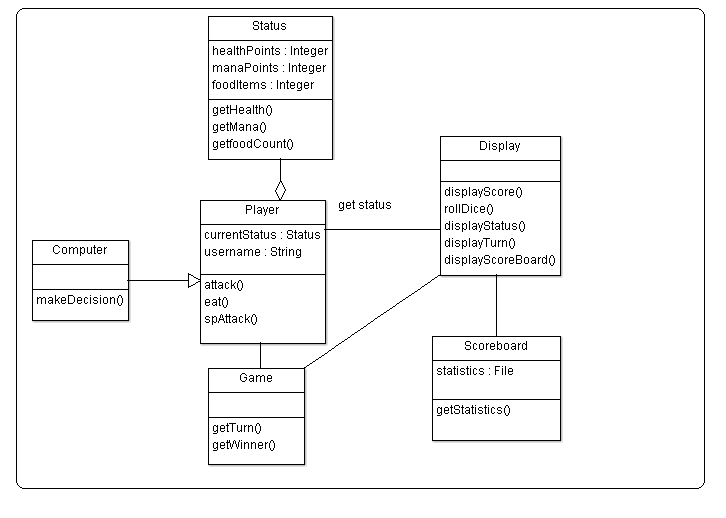 Status
healthPoints : Integer
manaPoints : Integer
foodItems : Integer
getHealth()
getMana()
getfoodCount()
Player
currentStatus : Status
username : String
attack()
eat()
spAttack()
get status
Display
displayScore()
rollDice()
displayStatus()
displayTurn()
displayScoreBoard()
Computer
makeDecision()
Game
getTurn()
getWinner()
Scoreboard
statistics : File
getStatistics()